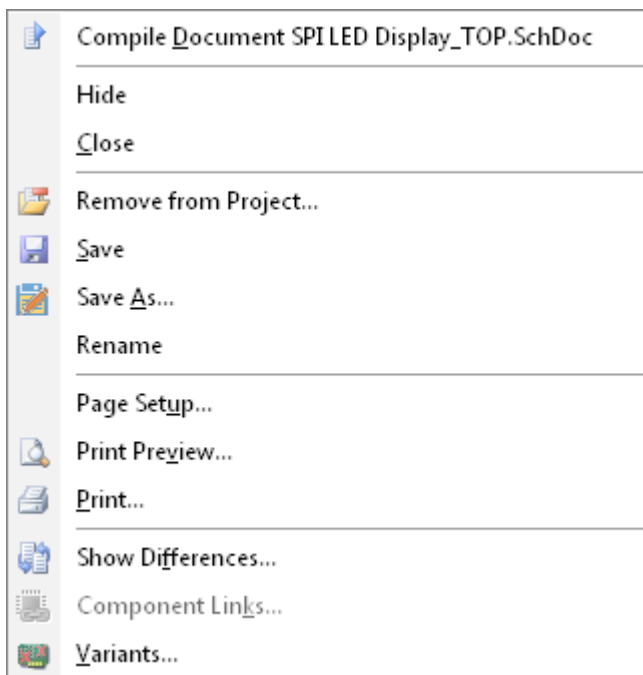 Compile Document SPI LED Display_TOP.SchDoc
Hide
Close
Remove from Project...
Save
Save As...
Rename
Page Setup...
Print Preview...
Print...
Show Differences...
Component Links...
Variants...